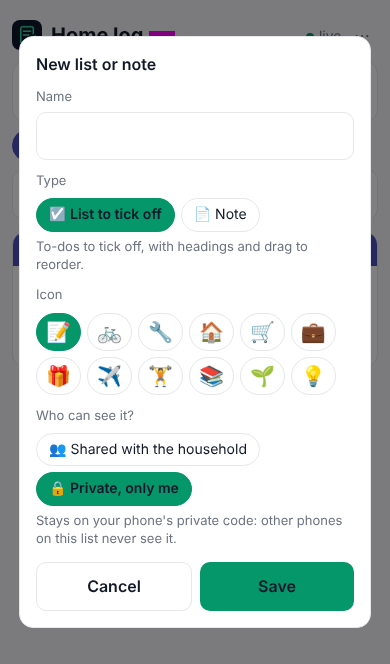 Home log
live
New list or note
Name
Type
☑️ List to tick off
📄 Note
To-dos to tick off, with headings and drag to
reorder.
Icon
Who can see it?
👥 Shared with the household
🔒 Private, only me
Stays on your phone's private code: other phones
on this list never see it.
Cancel
Save